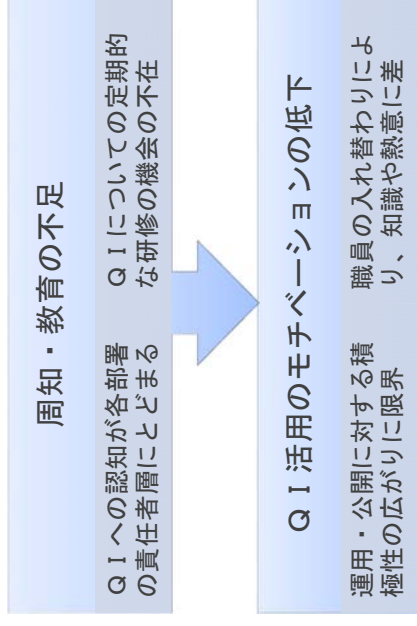 周知・教育の不足
ＱＩへの認知が各部署
の責任者層にとどまる
ＱＩについての定期的
な研修の機会の不在
ＱＩ活用のモチベーションの低下
運用・公開に対する積
極性の広がりに限界
職員の入れ替わりによ
り、知識や熱意に差